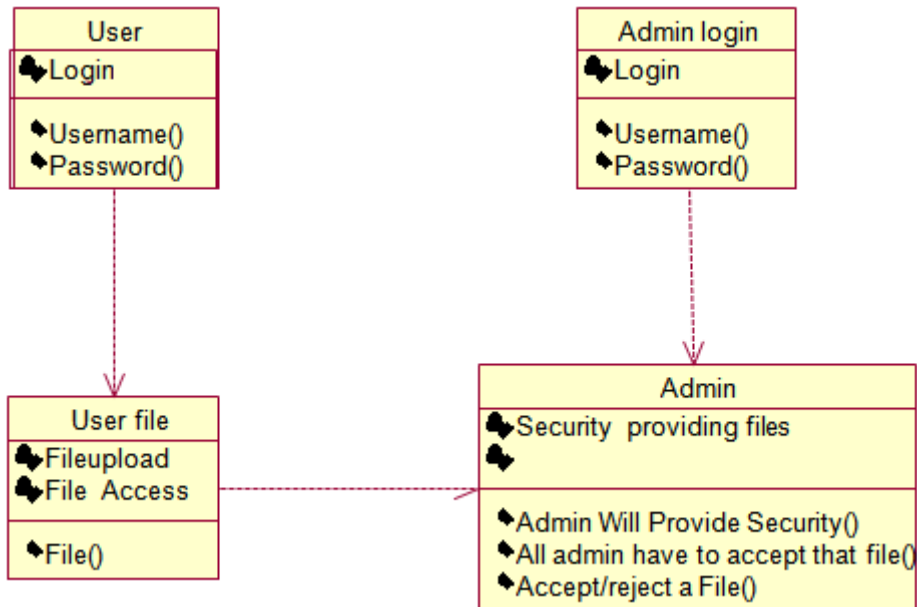 User
Login
Username()
Password()
Admin login
Login
Username()
Password()
User file
Fileupload
File Access
File()
Admin
Security providing files
Admin Will Provide Security()
All admin have to accept that file()
Accept/reject a File()